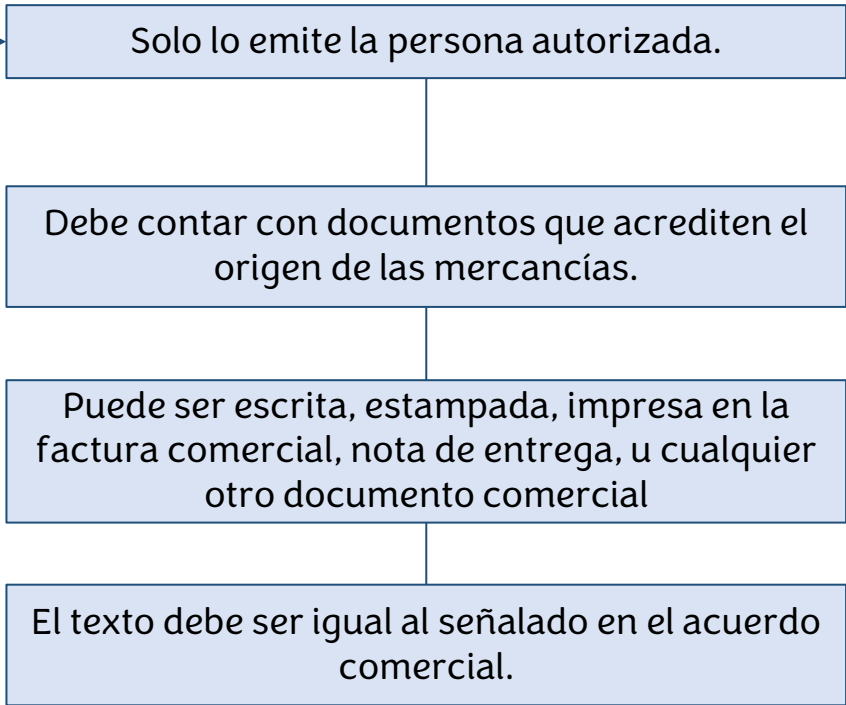 Solo lo emite la persona autorizada.
Debe contar con documentos que acrediten el
origen de las mercancías.
Puede ser escrita, estampada, impresa en la
factura comercial, nota de entrega, u cualquier
otro documento comercial
El texto debe ser igual al señalado en el acuerdo
comercial.